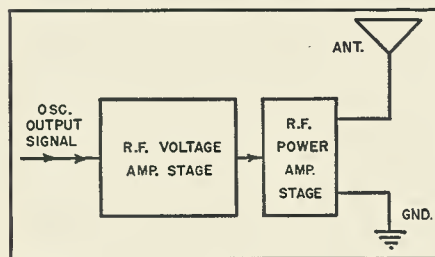 ANT.
OSC.
OUTPUT
SIGNAL
R.F. VOLTAGE
AMP. STAGE
R.F.
POWER
AMP.
STAGE
GND.